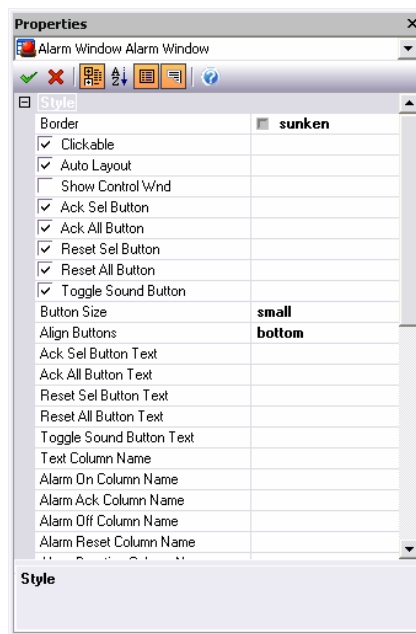 Properties
Alarm Window Alarm Window
Style
Border sunken
Clickable
Auto Layout
Show Control Wnd
Ack Sel Button
Ack All Button
Reset Sel Button
Reset All Button
Toggle Sound Button
Button Size small
Align Buttons bottom
Ack Sel Button Text
Ack All Button Text
Reset Sel Button Text
Reset All Button Text
Toggle Sound Button Text
Text Column Name
Alarm On Column Name
Alarm Ack Column Name
Alarm Off Column Name
Alarm Reset Column Name
Style